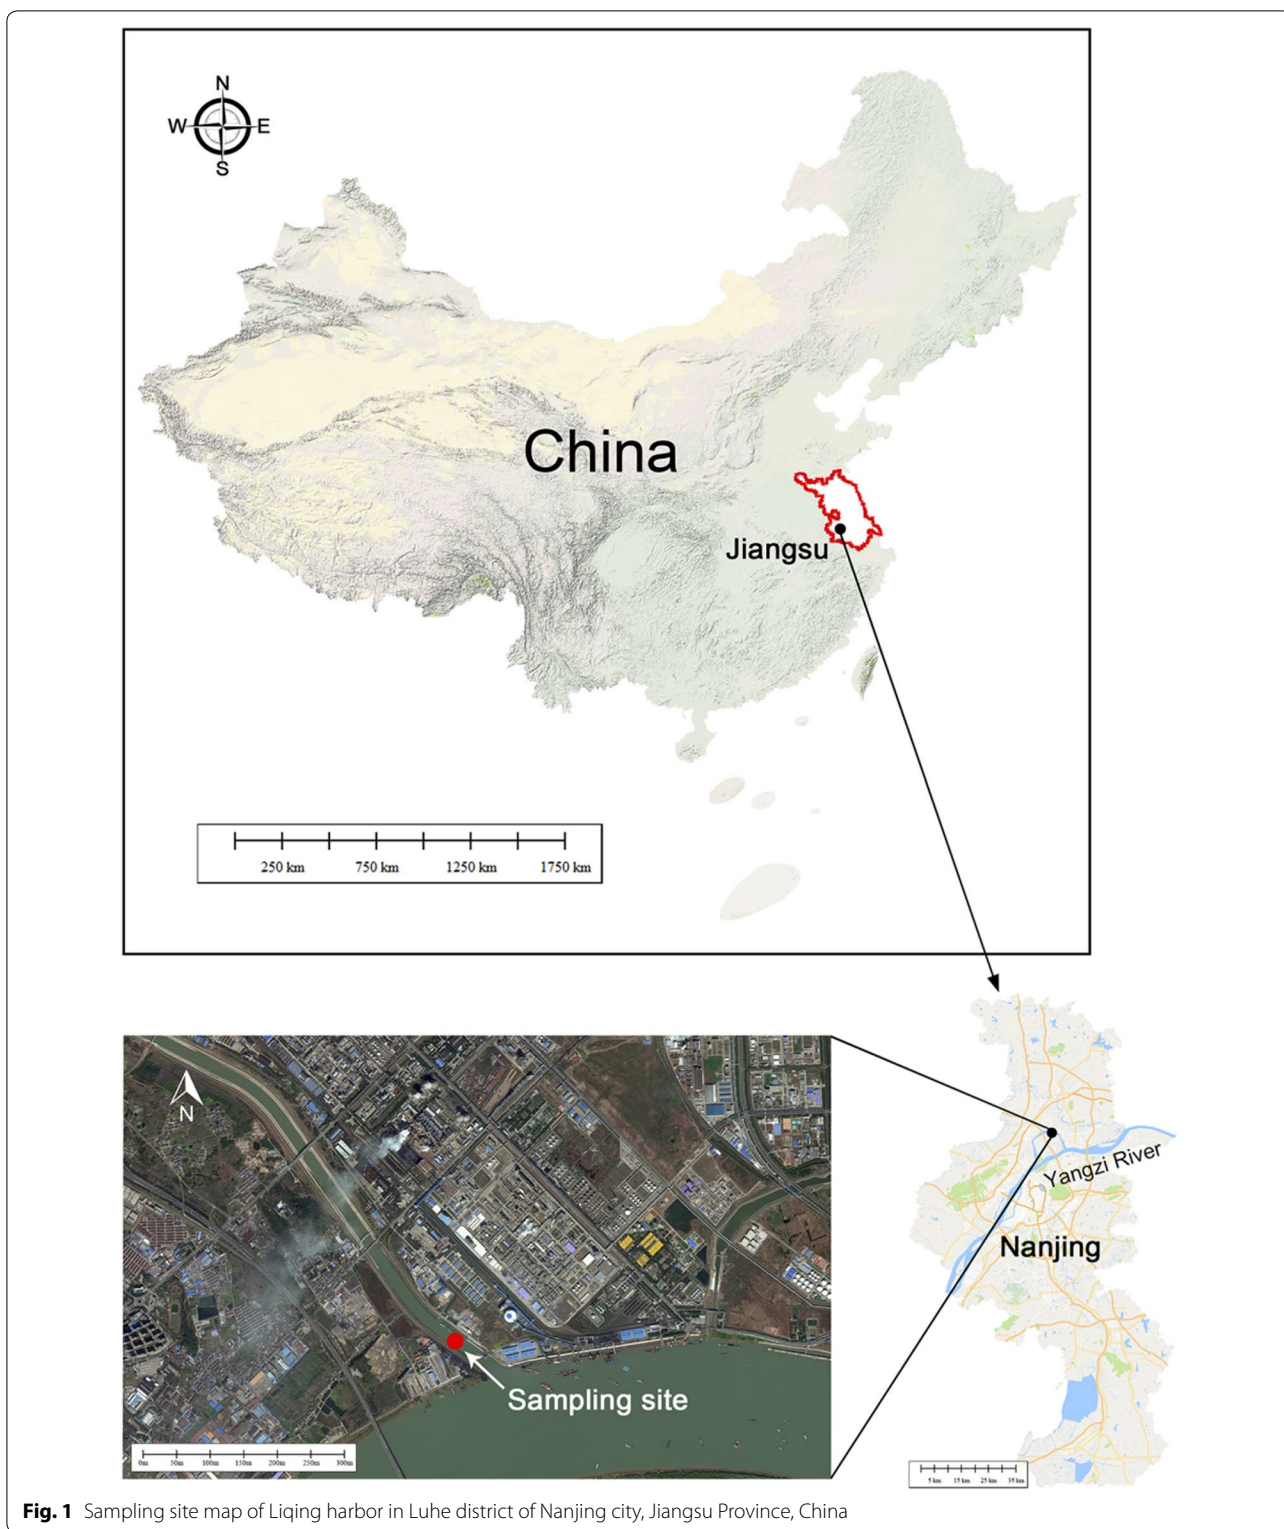 N
W E
S
China
Jiangsu
250 km 750 km 1250 km 1750 km
N
Sampling site
0m 50m 100m 150m 200m 250m 300m
Yangzi River
Nanjing
5 km 15 km 25 km 35 km
Fig. 1 Sampling site map of Liqing harbor in Luhe district of Nanjing city, Jiangsu Province, China